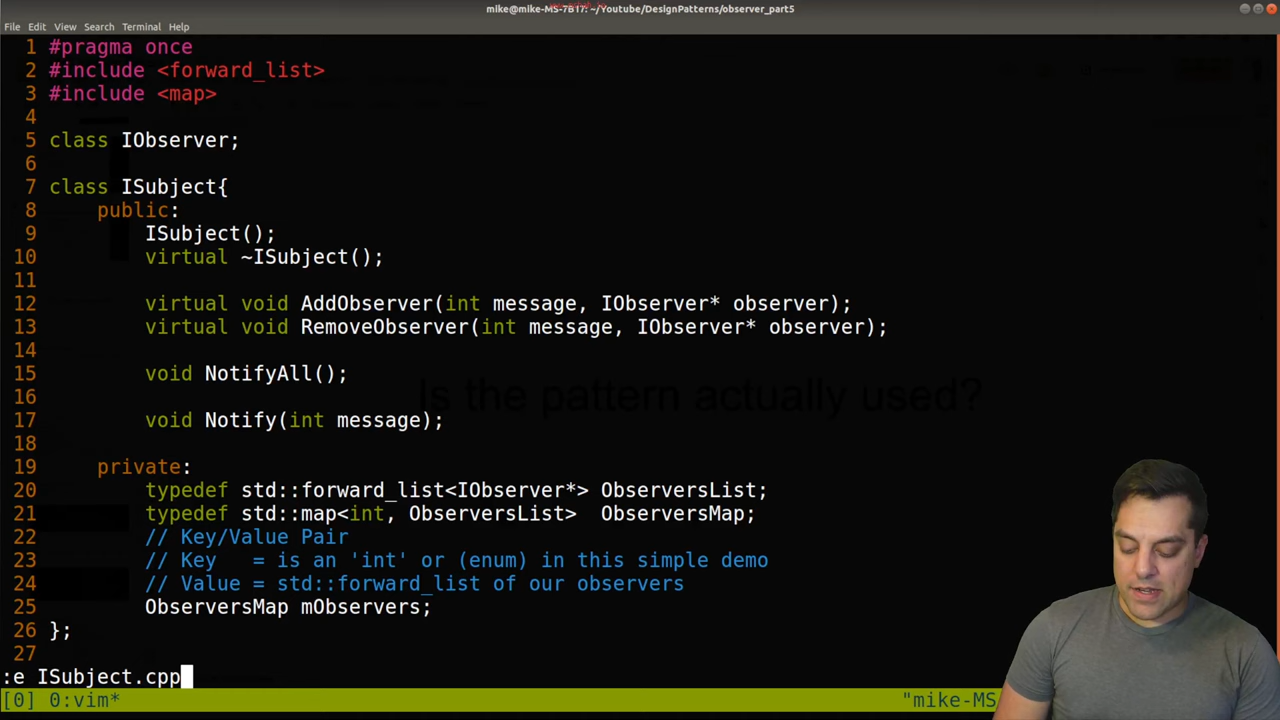 mike@mike-MS-7B17: ~/Youtube/DesignPatterns/observer_part5
File Edit View Search Terminal Help
1 #pragma once
2 #include <forward_list>
3 #include <map>
4
5 class IObserver;
6
7 class ISubject{
8     public:
9         ISubject();
10         virtual ~ISubject();
11
12         virtual void AddObserver(int message, IObserver* observer);
13         virtual void RemoveObserver(int message, IObserver* observer);
14
15         void NotifyAll();
16
Is the pattern actually used?
17         void Notify(int message);
18
19     private:
20         typedef std::forward_list<IObserver*> ObserversList;
21         typedef std::map<int, ObserversList>  ObserversMap;
22         // Key/Value Pair
23         // Key   = is an 'int' or (enum) in this simple demo
24         // Value = std::forward_list of our observers
25         ObserversMap mObservers;
26 };
27
:e ISubject.cpp
[0] 0:vim* "mike-MS